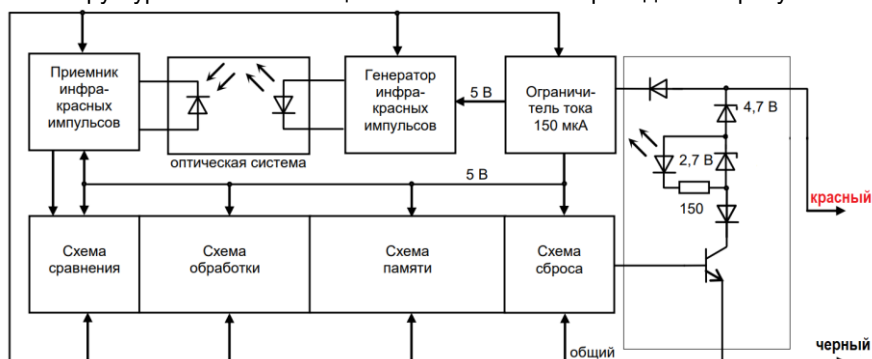 Приемник
инфра-
красных
импульсов
оптическая система
Генератор
инфра-
красных
импульсов
5 В
Ограничи-
тель тока
150 мкА
4,7 В
2,7 В
150
красный
5 В
Схема
сравнения
Схема
обработки
Схема
памяти
Схема
сброса
общий
черный